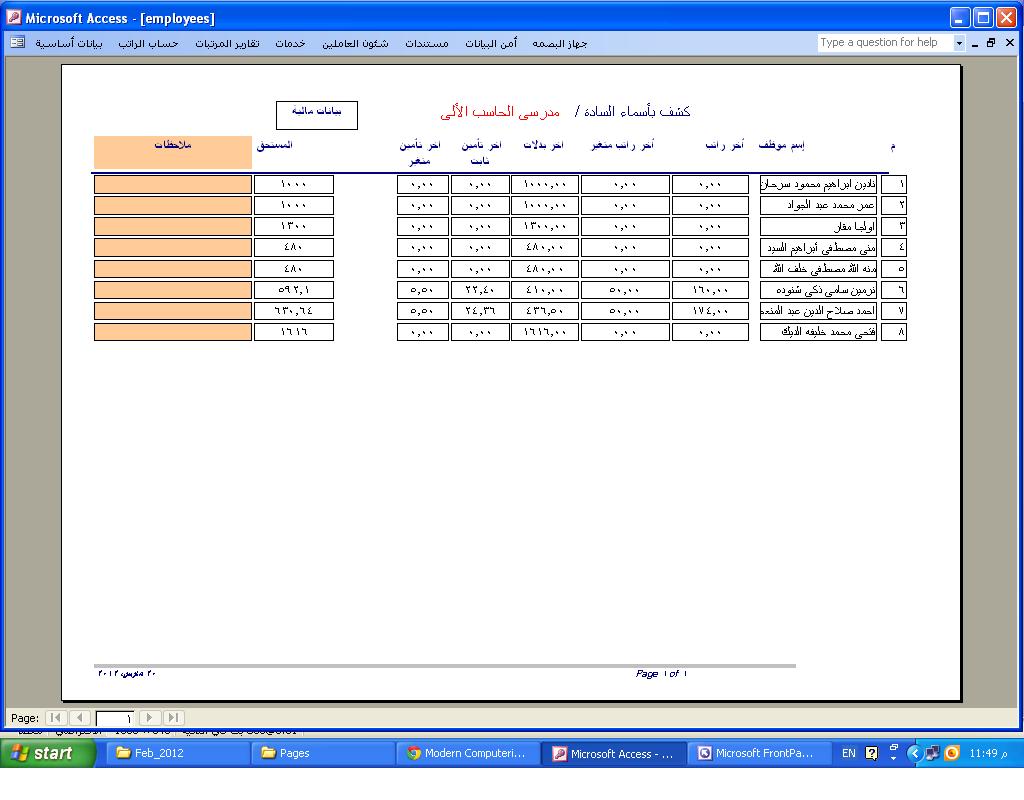 Microsoft Access - [employees]
جهاز البصمه أمن البيانات مستندات شئون العاملين خدمات تقارير المرتبات حساب الراتب بيانات أساسية Type a question for help
كشف بأسماء السادة / مدرسى الحاسب الألى بيانات مالية
م إسم موظف أخر راتب أخر راتب متغير اخر بدلات اخر تأمين ثابت اخر تأمين متغير المستحق ملاحظات
١ نادين ابراهيم محمود سرحان ٠,٠٠ ٠,٠٠ ١٠٠٠,٠٠ ٠,٠٠ ٠,٠٠ ١٠٠٠
٢ عمر محمد عبد الجواد ٠,٠٠ ٠,٠٠ ١٠٠٠,٠٠ ٠,٠٠ ٠,٠٠ ١٠٠٠
٣ اولجا مقار ٠,٠٠ ٠,٠٠ ١٣٠٠,٠٠ ٠,٠٠ ٠,٠٠ ١٣٠٠
٤ منى مصطفى أبراهيم السيد ٠,٠٠ ٠,٠٠ ٤٨٠,٠٠ ٠,٠٠ ٠,٠٠ ٤٨٠
٥ منه الله مصطفى خلف الله ٠,٠٠ ٠,٠٠ ٤٨٠,٠٠ ٠,٠٠ ٠,٠٠ ٤٨٠
٦ نرمين سامى ذكى شنوده ١٦٠,٠٠ ٥٠,٠٠ ٤١٠,٠٠ ٢٢,٤٠ ٥,٥٠ ٥٩٢,١
٧ احمد صلاح الدين عبد المنعم ١٧٤,٠٠ ٥٠,٠٠ ٤٣٦,٥٠ ٢٤,٣٦ ٥,٥٠ ٦٣٠,٦٤
٨ فتحى محمد خليفه الديك ٠,٠٠ ٠,٠٠ ١٦١٦,٠٠ ٠,٠٠ ٠,٠٠ ١٦١٦
٢٠ مارس، ٢٠١٢ Page ١ of ١
Page: ١
start Feb_2012 Pages Modern Computeri... Microsoft Access - ... Microsoft FrontPa... EN 11:49 م